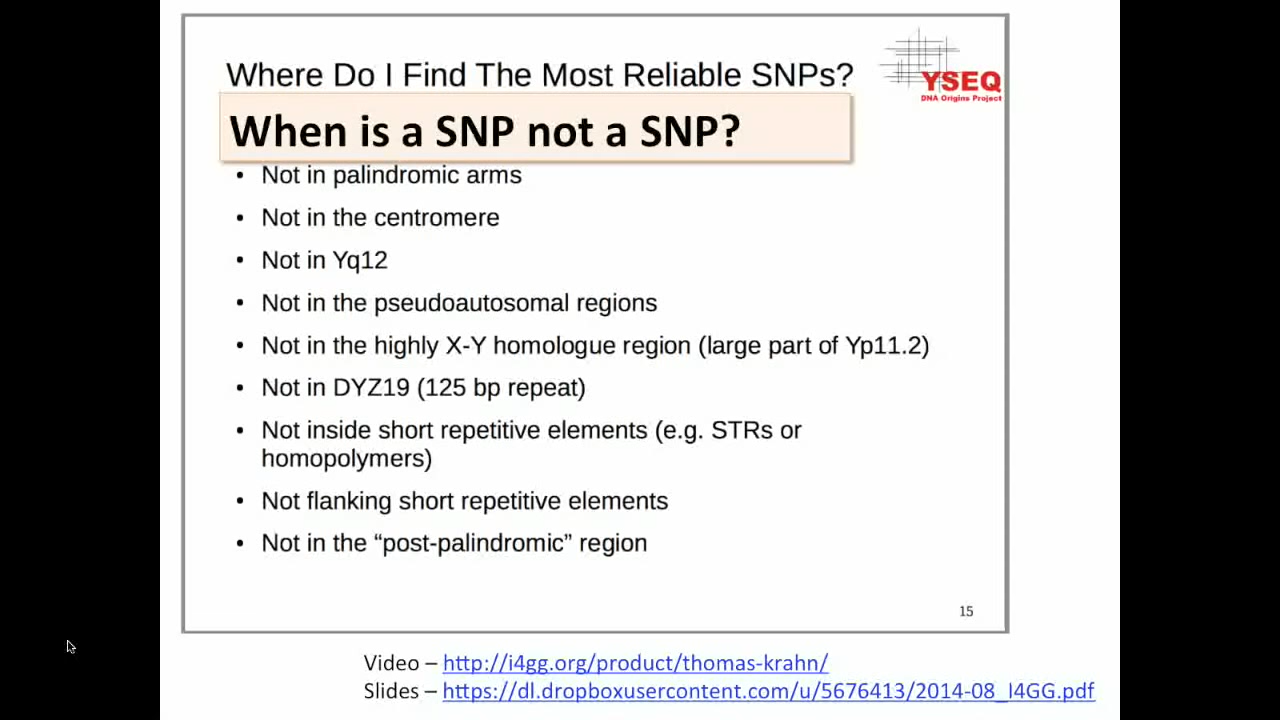 Where Do I Find The Most Reliable SNPs?
YSEQ
DNA Origins Project
When is a SNP not a SNP?
• Not in palindromic arms
• Not in the centromere
• Not in Yq12
• Not in the pseudoautosomal regions
• Not in the highly X-Y homologue region (large part of Yp11.2)
• Not in DYZ19 (125 bp repeat)
• Not inside short repetitive elements (e.g. STRs or
homopolymers)
• Not flanking short repetitive elements
• Not in the “post-palindromic” region
15
Video – http://i4gg.org/product/thomas-krahn/
Slides – https://dl.dropboxusercontent.com/u/5676413/2014-08_I4GG.pdf